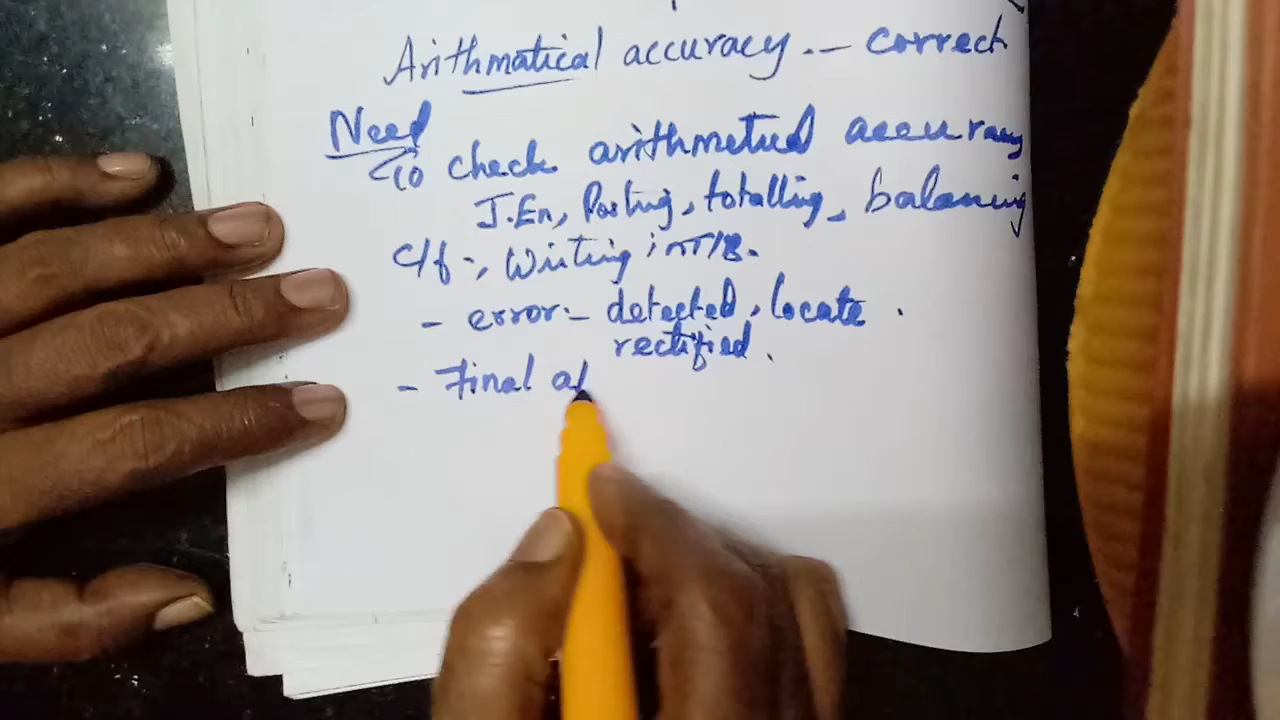 Arithmatical accuracy. – correct
Need
To check arithmetical accuracy
J.En, Posting, totalling, balancing
C/f -, Writing in T/B.
- error – detected, locate.
rectified.
- Final a/